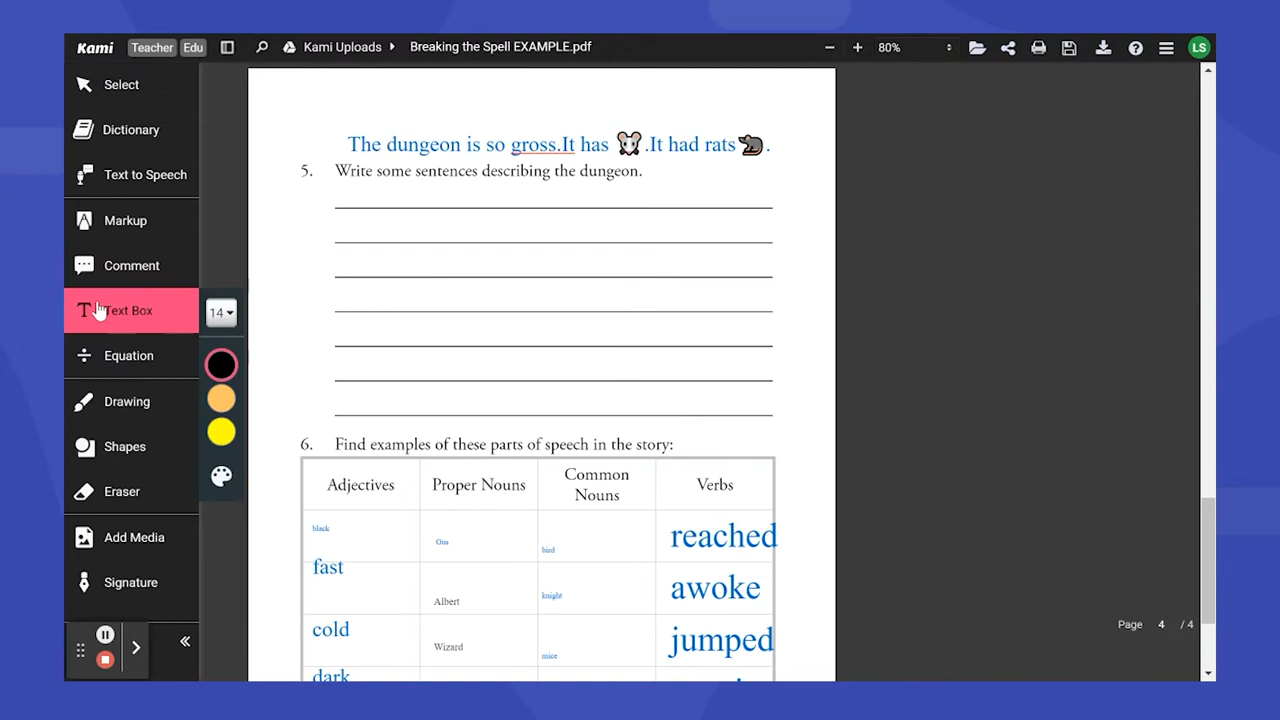 Kami Teacher Edu Kami Uploads Breaking the Spell EXAMPLE.pdf 80% LS
Select
Dictionary
Text to Speech
Markup
Comment
Text Box
14
Equation
Drawing
Shapes
Eraser
Add Media
Signature
The dungeon is so gross.It has 🐭.It had rats🐀.
5. Write some sentences describing the dungeon.
6. Find examples of these parts of speech in the story:
Adjectives Proper Nouns Common Nouns Verbs
black Gus bird reached
fast Albert knight awoke
cold Wizard mice jumped
dark
Page 4 / 4